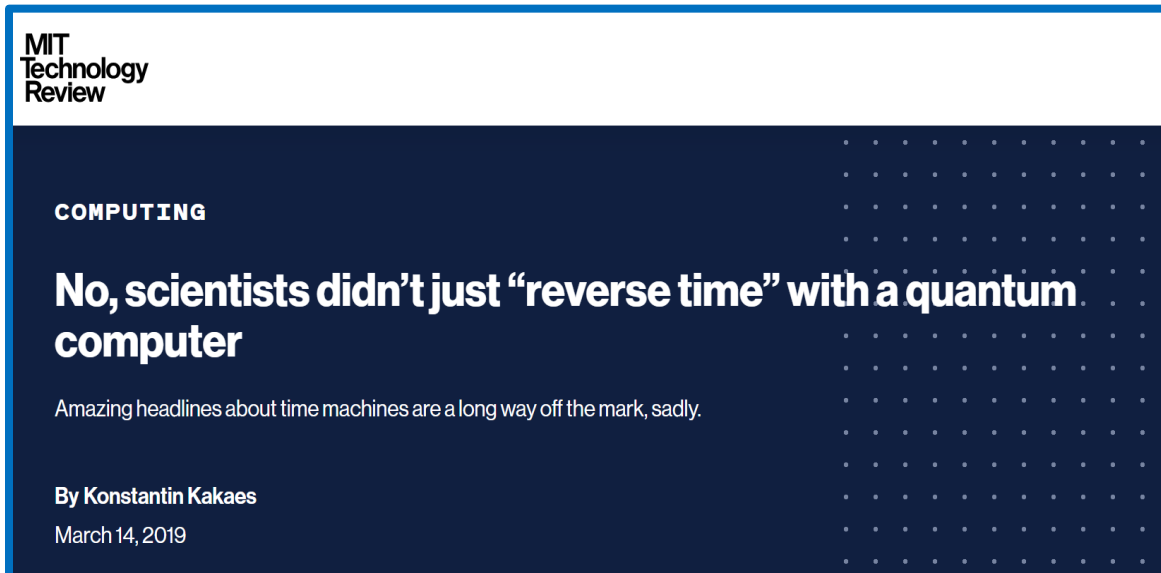 MIT
Technology
Review
COMPUTING
No, scientists didn’t just “reverse time” with a quantum
computer
Amazing headlines about time machines are a long way off the mark, sadly.
By Konstantin Kakaes
March 14, 2019